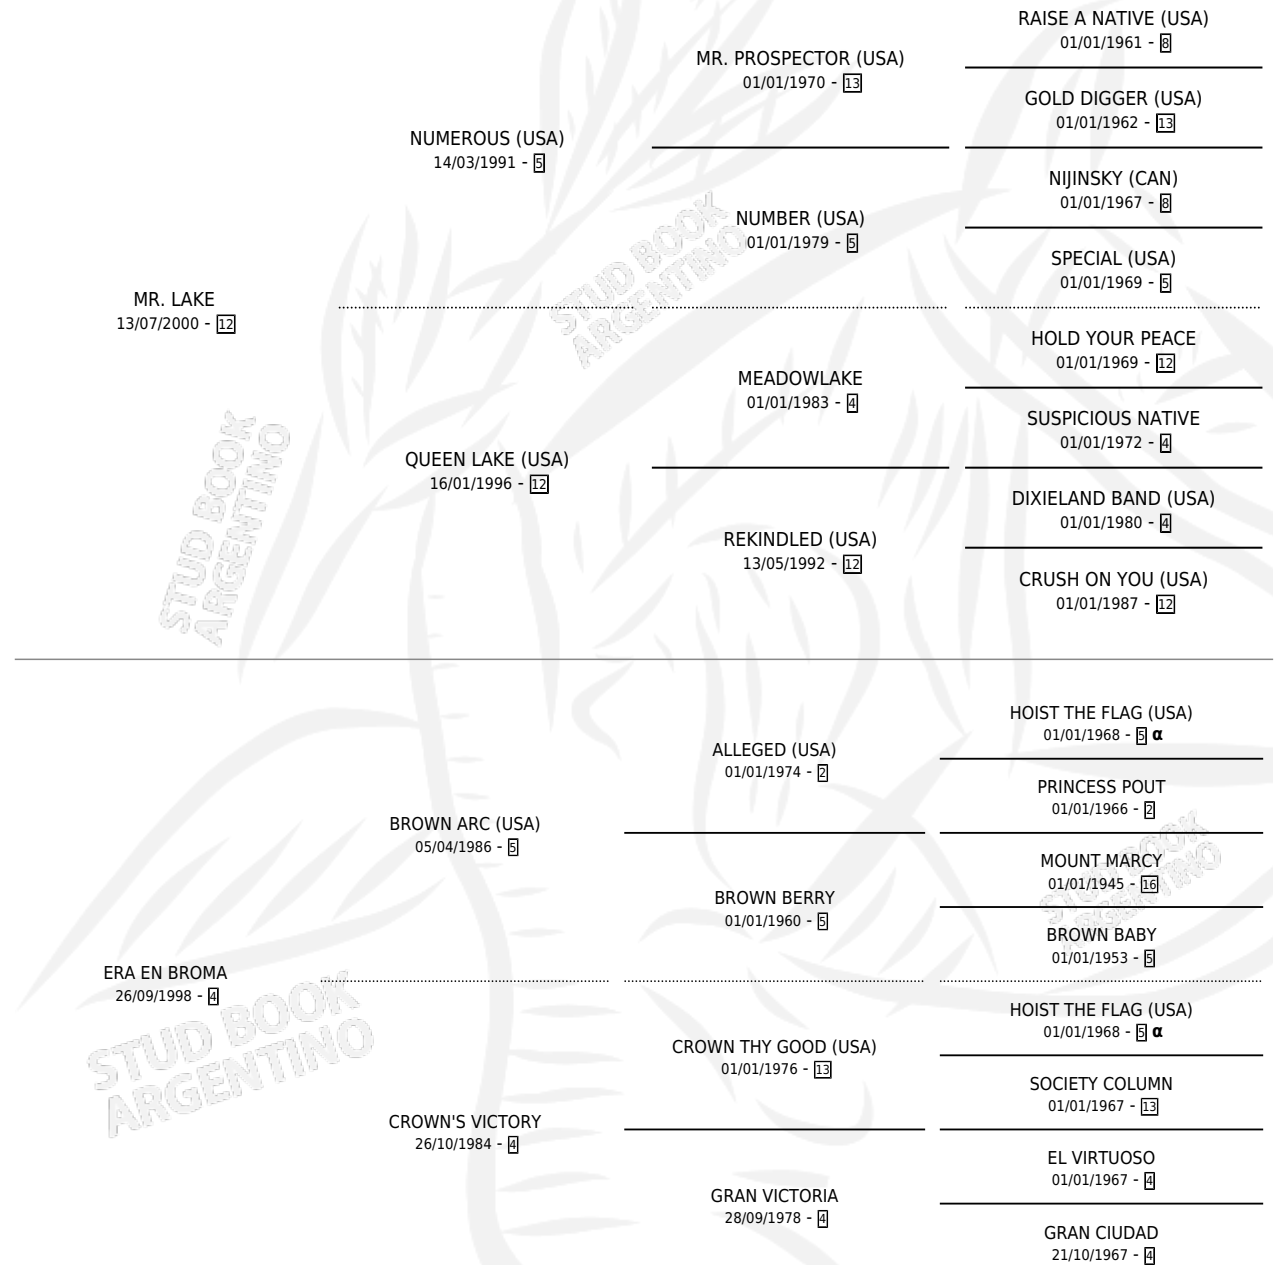 RAISE A NATIVE (USA)
01/01/1961 - 8
MR. PROSPECTOR (USA)
01/01/1970 - 13
GOLD DIGGER (USA)
01/01/1962 - 13
NUMEROUS (USA)
14/03/1991 - 5
NIJINSKY (CAN)
01/01/1967 - 8
NUMBER (USA)
01/01/1979 - 5
SPECIAL (USA)
01/01/1969 - 5
MR. LAKE
13/07/2000 - 12
HOLD YOUR PEACE
01/01/1969 - 12
MEADOWLAKE
01/01/1983 - 4
SUSPICIOUS NATIVE
01/01/1972 - 4
QUEEN LAKE (USA)
16/01/1996 - 12
DIXIELAND BAND (USA)
01/01/1980 - 4
REKINDLED (USA)
13/05/1992 - 12
CRUSH ON YOU (USA)
01/01/1987 - 12
HOIST THE FLAG (USA)
01/01/1968 - 5 α
ALLEGED (USA)
01/01/1974 - 2
PRINCESS POUT
01/01/1966 - 2
BROWN ARC (USA)
05/04/1986 - 5
MOUNT MARCY
01/01/1945 - 16
BROWN BERRY
01/01/1960 - 5
BROWN BABY
01/01/1953 - 5
ERA EN BROMA
26/09/1998 - 4
HOIST THE FLAG (USA)
01/01/1968 - 5 α
CROWN THY GOOD (USA)
01/01/1976 - 13
SOCIETY COLUMN
01/01/1967 - 13
CROWN'S VICTORY
26/10/1984 - 4
EL VIRTUOSO
01/01/1967 - 4
GRAN VICTORIA
28/09/1978 - 4
GRAN CIUDAD
21/10/1967 - 4
STUD BOOK
ARGENTINO
STUD BOOK
ARGENTINO
STUD BOOK
ARGENTINO
STUD BOOK
ARGENTINO